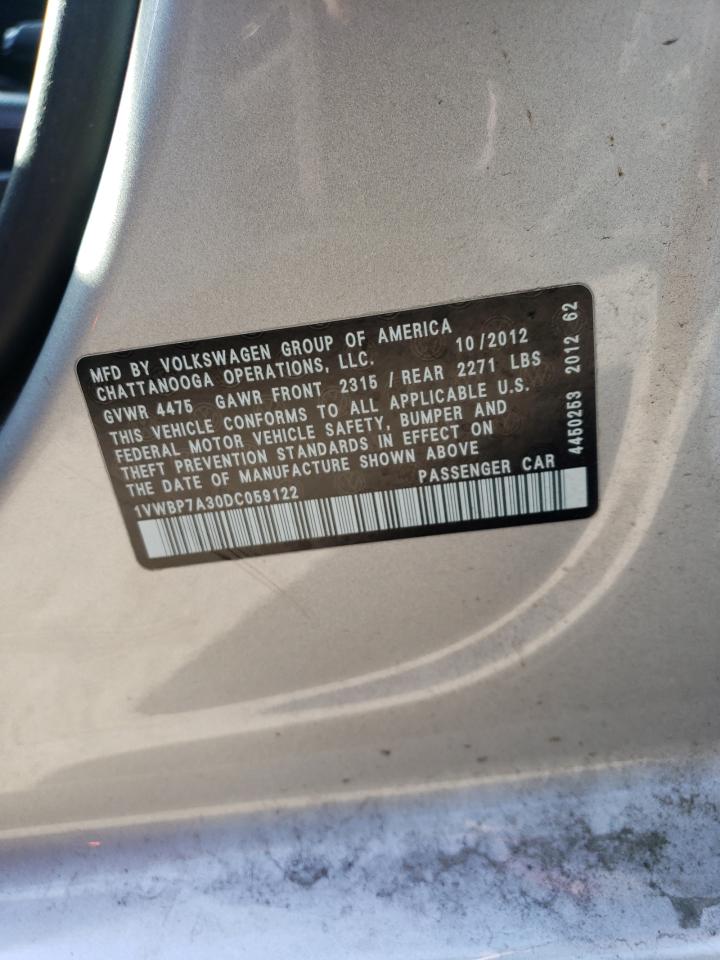 MFD BY VOLKSWAGEN GROUP OF AMERICA
CHATTANOOGA OPERATIONS, LLC. 10/2012
GVWR 4475 GAWR FRONT 2315 / REAR 2271 LBS
THIS VEHICLE CONFORMS TO ALL APPLICABLE U.S.
FEDERAL MOTOR VEHICLE SAFETY, BUMPER AND
THEFT PREVENTION STANDARDS IN EFFECT ON
THE DATE OF MANUFACTURE SHOWN ABOVE
1VWBP7A30DC059122 PASSENGER CAR
4450253 2012 62